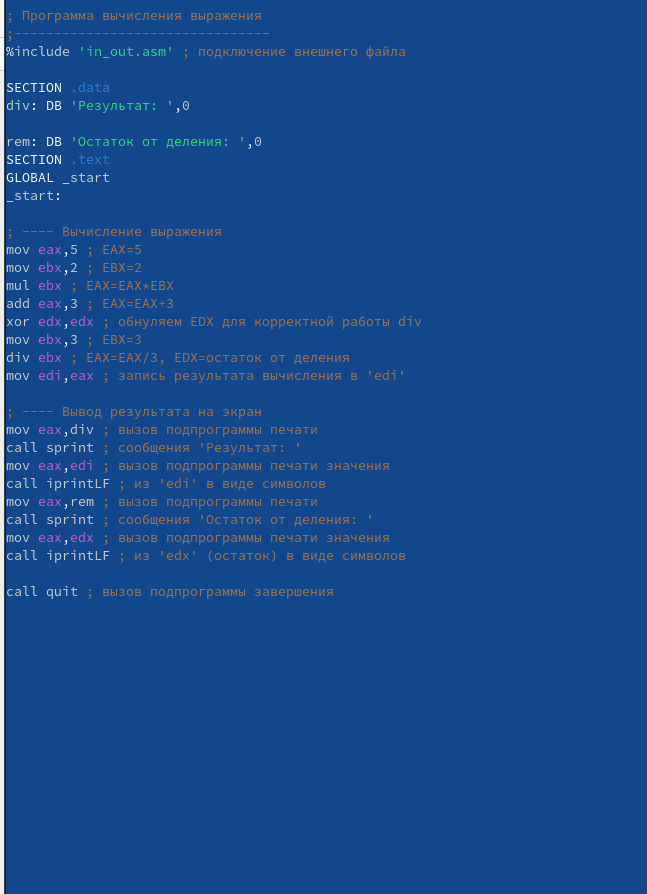 ; Программа вычисления выражения
;--------------------------------
%include 'in_out.asm' ; подключение внешнего файла
SECTION .data
div: DB 'Результат: ',0
rem: DB 'Остаток от деления: ',0
SECTION .text
GLOBAL _start
_start:
; ---- Вычисление выражения
mov eax,5 ; EAX=5
mov ebx,2 ; EBX=2
mul ebx ; EAX=EAX*EBX
add eax,3 ; EAX=EAX+3
xor edx,edx ; обнуляем EDX для корректной работы div
mov ebx,3 ; EBX=3
div ebx ; EAX=EAX/3, EDX=остаток от деления
mov edi,eax ; запись результата вычисления в 'edi'
; ---- Вывод результата на экран
mov eax,div ; вызов подпрограммы печати
call sprint ; сообщения 'Результат: '
mov eax,edi ; вызов подпрограммы печати значения
call iprintLF ; из 'edi' в виде символов
mov eax,rem ; вызов подпрограммы печати
call sprint ; сообщения 'Остаток от деления: '
mov eax,edx ; вызов подпрограммы печати значения
call iprintLF ; из 'edx' (остаток) в виде символов
call quit ; вызов подпрограммы завершения